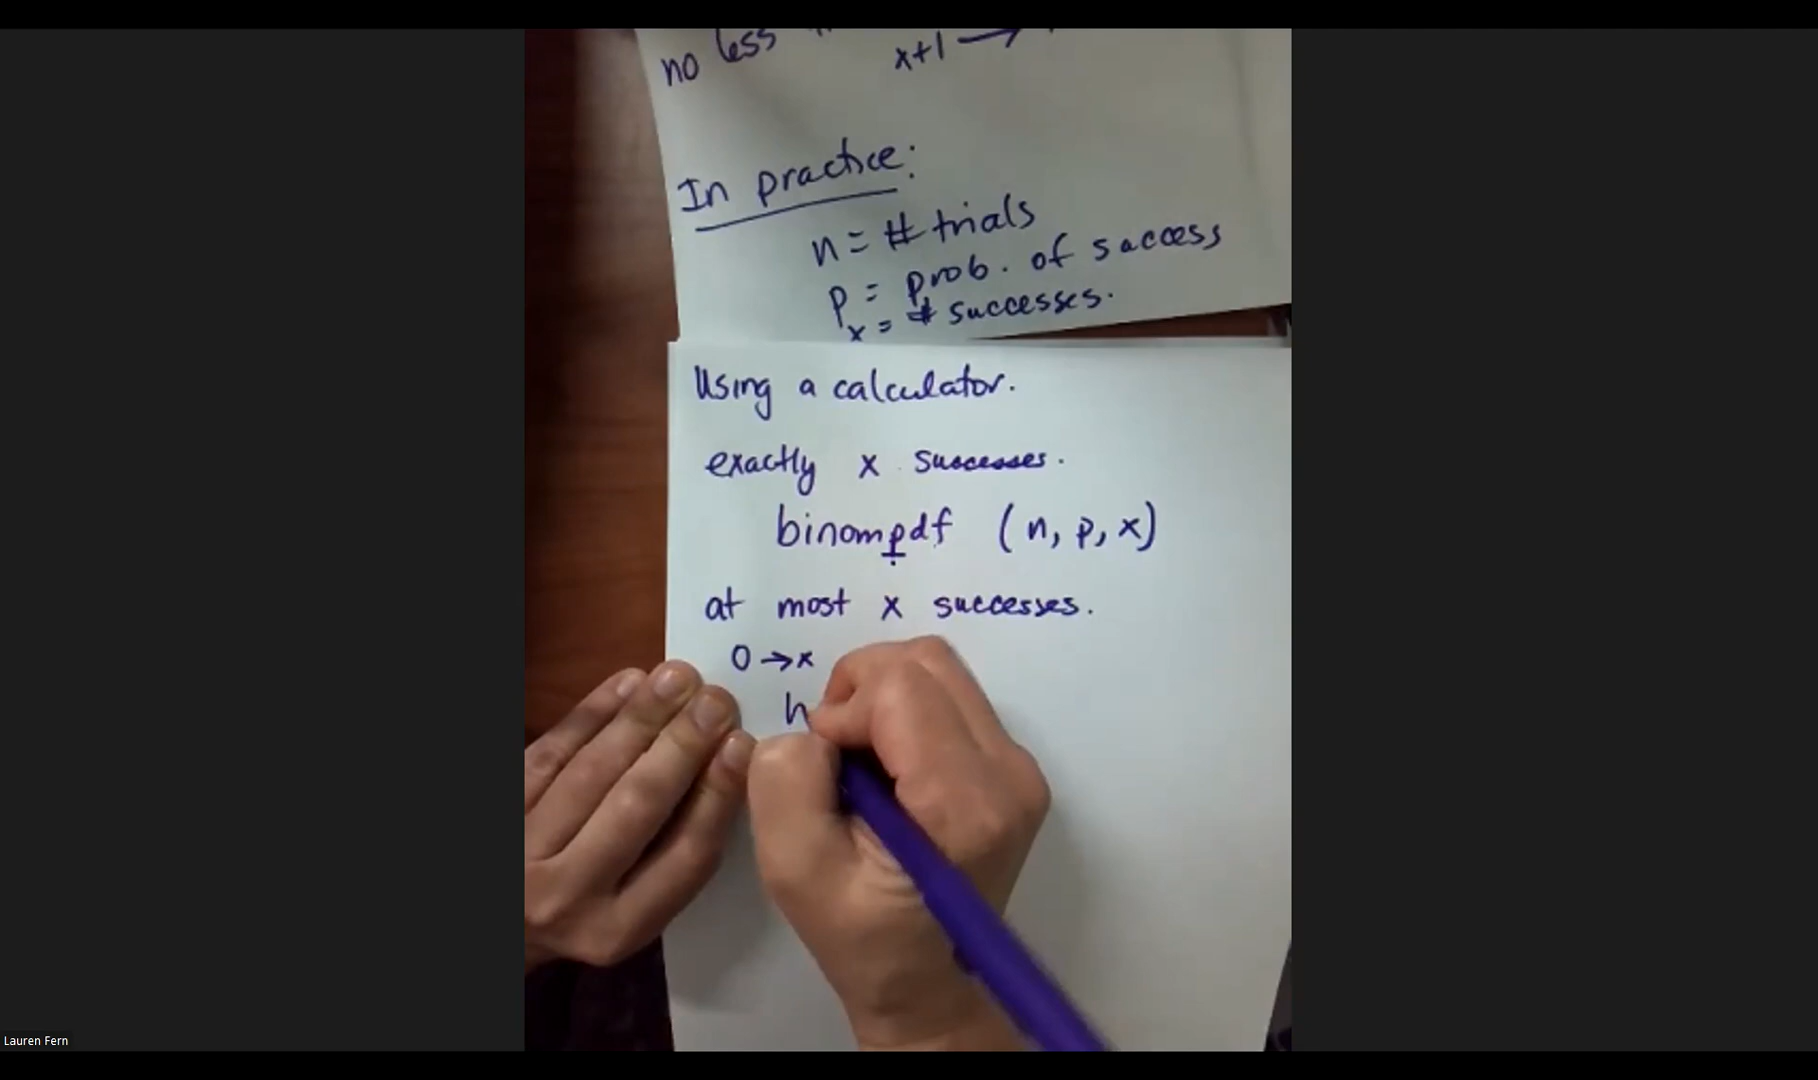 no less
x+1 →
In practice:
n = # trials
p = prob. of success
x = # successes.
Using a calculator.
exactly x successes.
binompdf (n, p, x)
at most x successes.
0 → x
Lauren Fern